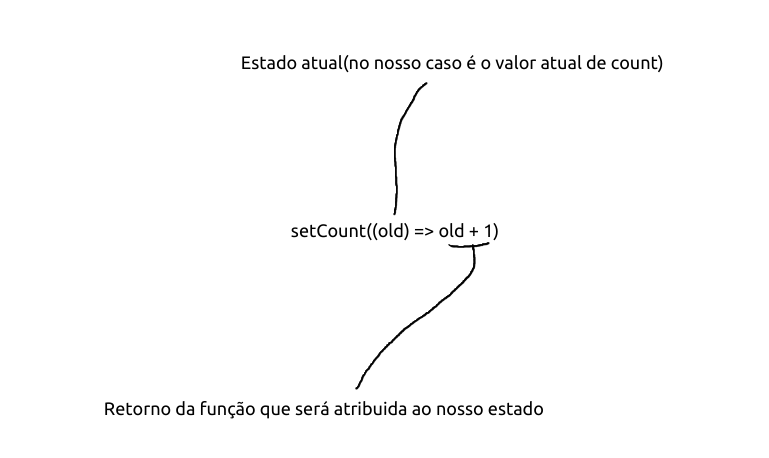 Estado atual(no nosso caso é o valor atual de count)
setCount((old) => old + 1)
Retorno da função que será atribuida ao nosso estado